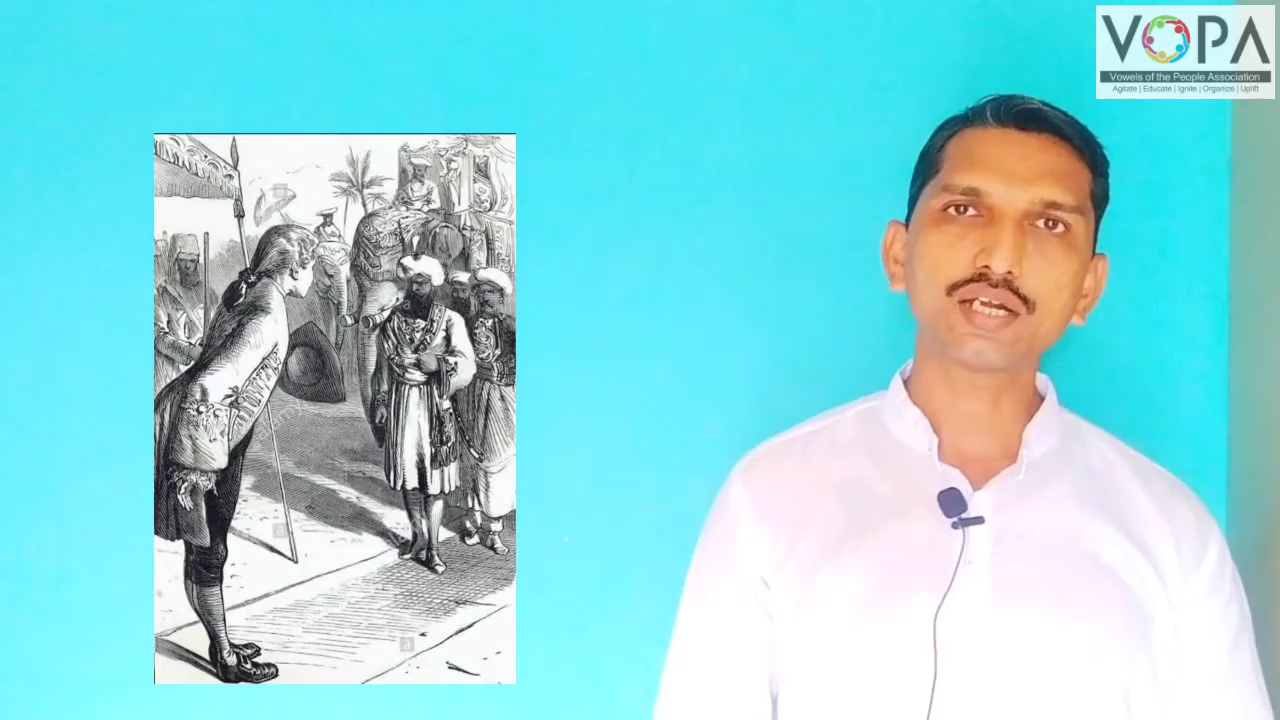 VOPA
Vowels of the People Association
Agitate | Educate | Ignite | Organize | Uplift